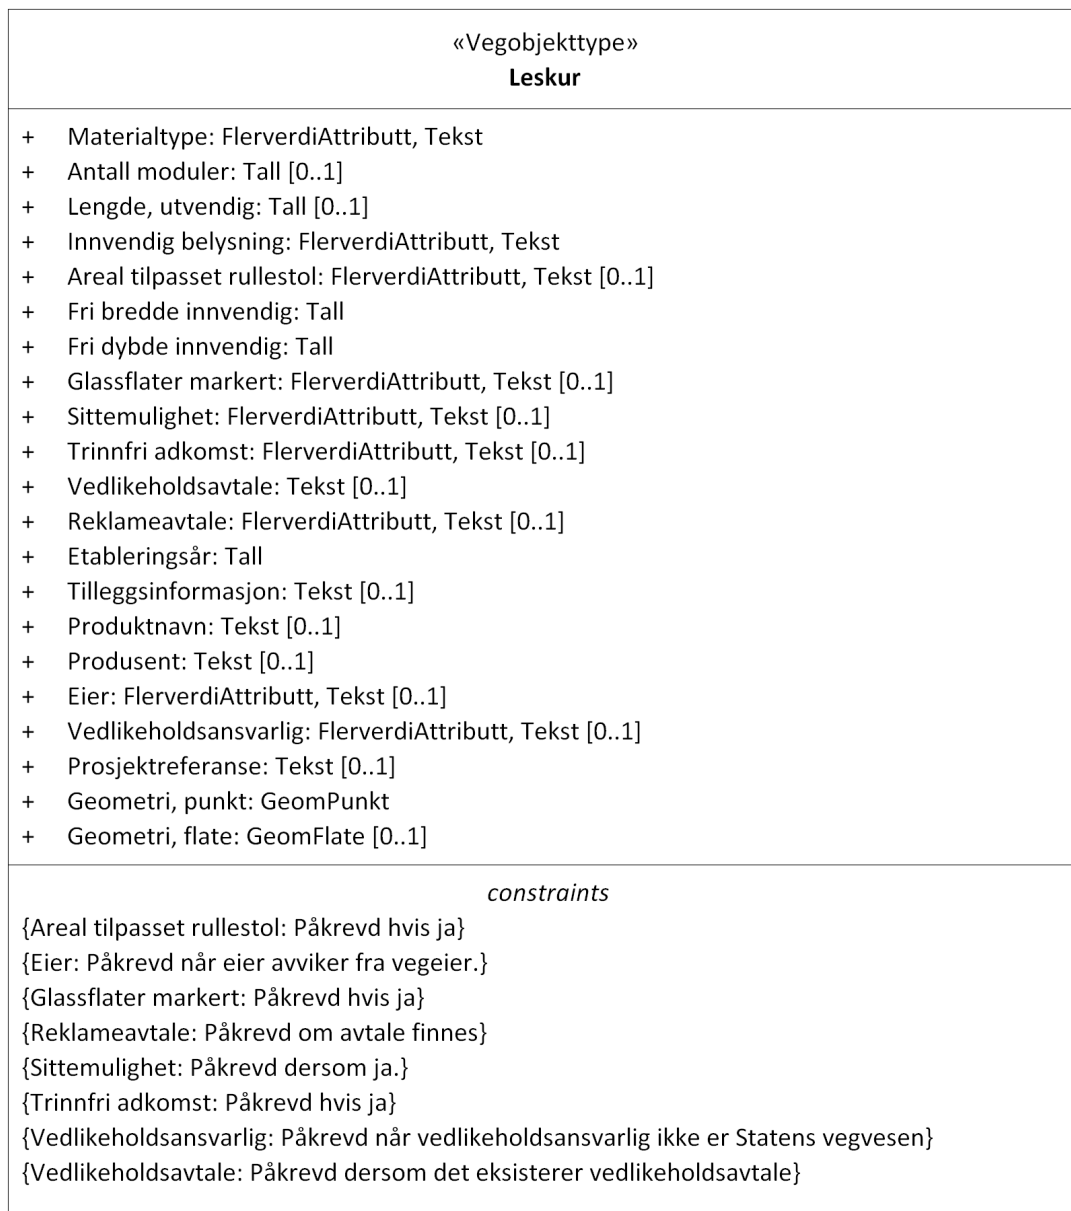 «Vegobjekttype»
Leskur
+ Materialtype: FlerverdiAttributt, Tekst
+ Antall moduler: Tall [0..1]
+ Lengde, utvendig: Tall [0..1]
+ Innvendig belysning: FlerverdiAttributt, Tekst
+ Areal tilpasset rullestol: FlerverdiAttributt, Tekst [0..1]
+ Fri bredde innvendig: Tall
+ Fri dybde innvendig: Tall
+ Glassflater markert: FlerverdiAttributt, Tekst [0..1]
+ Sittemulighet: FlerverdiAttributt, Tekst [0..1]
+ Trinnfri adkomst: FlerverdiAttributt, Tekst [0..1]
+ Vedlikeholdsavtale: Tekst [0..1]
+ Reklameavtale: FlerverdiAttributt, Tekst [0..1]
+ Etableringsår: Tall
+ Tilleggsinformasjon: Tekst [0..1]
+ Produktnavn: Tekst [0..1]
+ Produsent: Tekst [0..1]
+ Eier: FlerverdiAttributt, Tekst [0..1]
+ Vedlikeholdsansvarlig: FlerverdiAttributt, Tekst [0..1]
+ Prosjektreferanse: Tekst [0..1]
+ Geometri, punkt: GeomPunkt
+ Geometri, flate: GeomFlate [0..1]
constraints
{Areal tilpasset rullestol: Påkrevd hvis ja}
{Eier: Påkrevd når eier avviker fra vegeier.}
{Glassflater markert: Påkrevd hvis ja}
{Reklameavtale: Påkrevd om avtale finnes}
{Sittemulighet: Påkrevd dersom ja.}
{Trinnfri adkomst: Påkrevd hvis ja}
{Vedlikeholdsansvarlig: Påkrevd når vedlikeholdsansvarlig ikke er Statens vegvesen}
{Vedlikeholdsavtale: Påkrevd dersom det eksisterer vedlikeholdsavtale}